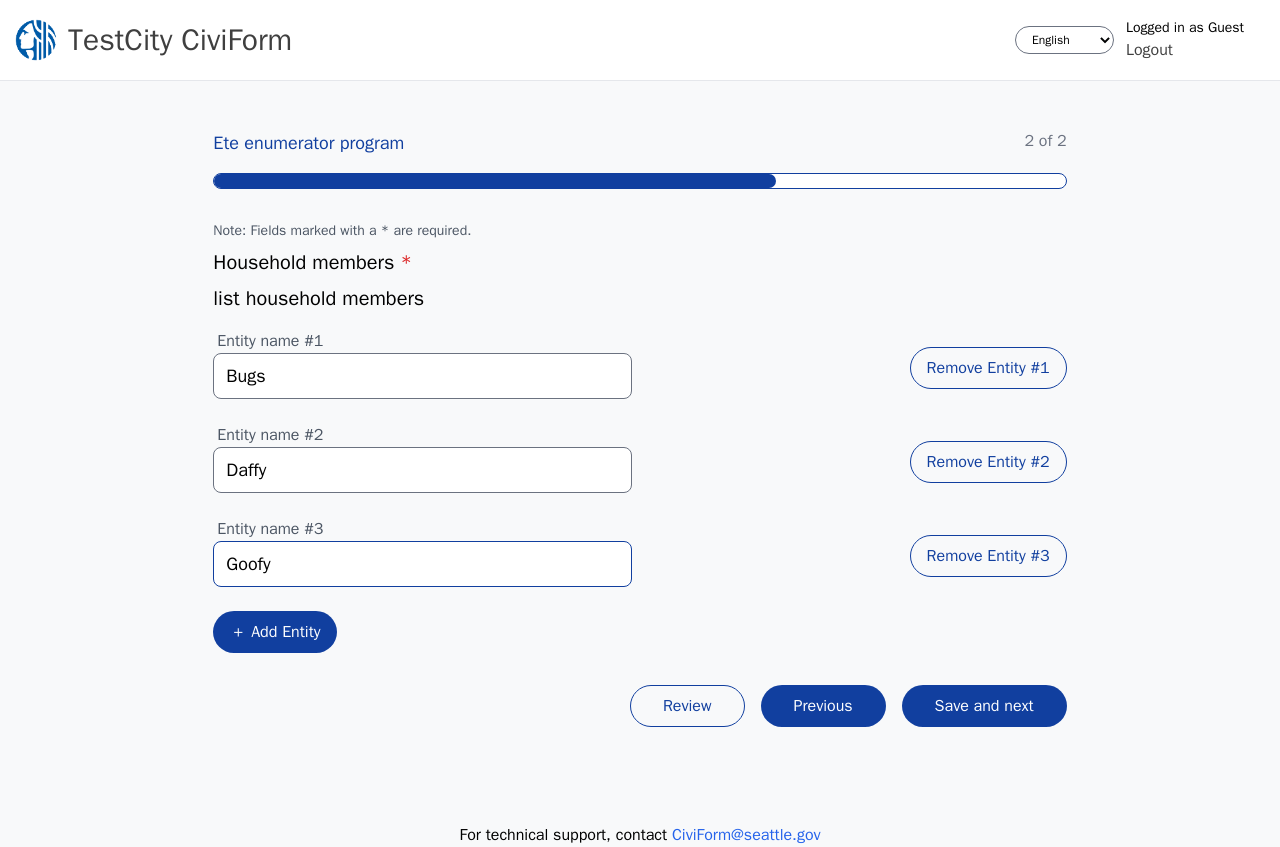 TestCity CiviForm
English
Logged in as Guest
Logout
Ete enumerator program
2 of 2
Note: Fields marked with a * are required.
Household members *
list household members
Entity name #1
Bugs
Remove Entity #1
Entity name #2
Daffy
Remove Entity #2
Entity name #3
Goofy
Remove Entity #3
+ Add Entity
Review
Previous
Save and next
For technical support, contact CiviForm@seattle.gov